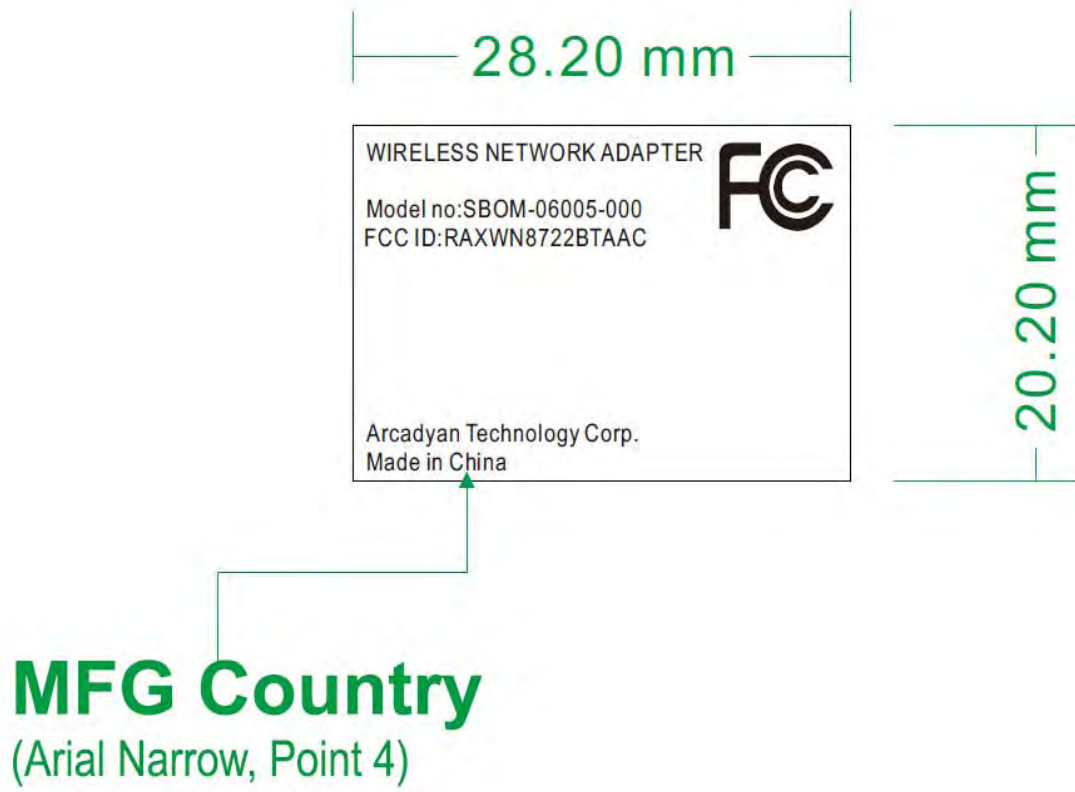 28.20 mm
WIRELESS NETWORK ADAPTER
FC
Model no:SBOM-06005-000
FCC ID:RAXWN8722BTAAC
20.20 mm
Arcadyan Technology Corp.
Made in China
MFG Country
(Arial Narrow, Point 4)